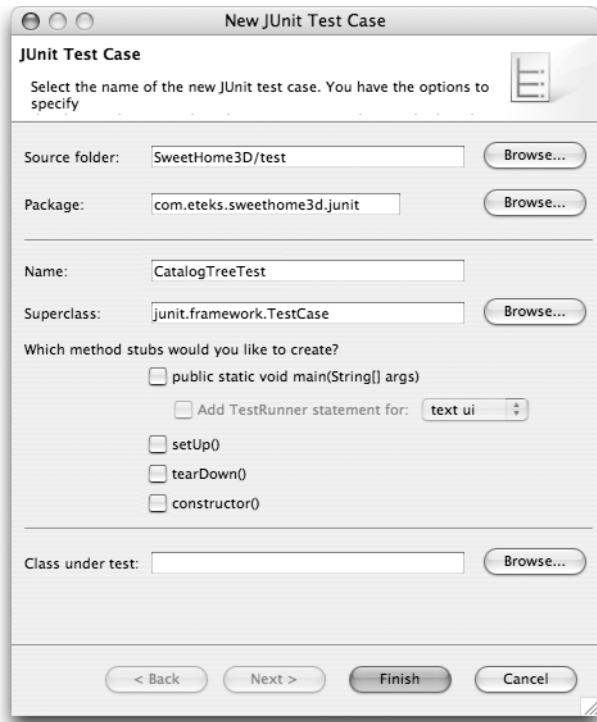 New JUnit Test Case
JUnit Test Case
Select the name of the new JUnit test case. You have the options to
specify
Source folder: SweetHome3D/test Browse...
Package: com.eteks.sweethome3d.junit Browse...
Name: CatalogTreeTest
Superclass: junit.framework.TestCase Browse...
Which method stubs would you like to create?
public static void main(String[] args)
Add TestRunner statement for: text ui
setUp()
tearDown()
constructor()
Class under test: Browse...
< Back Next > Finish Cancel